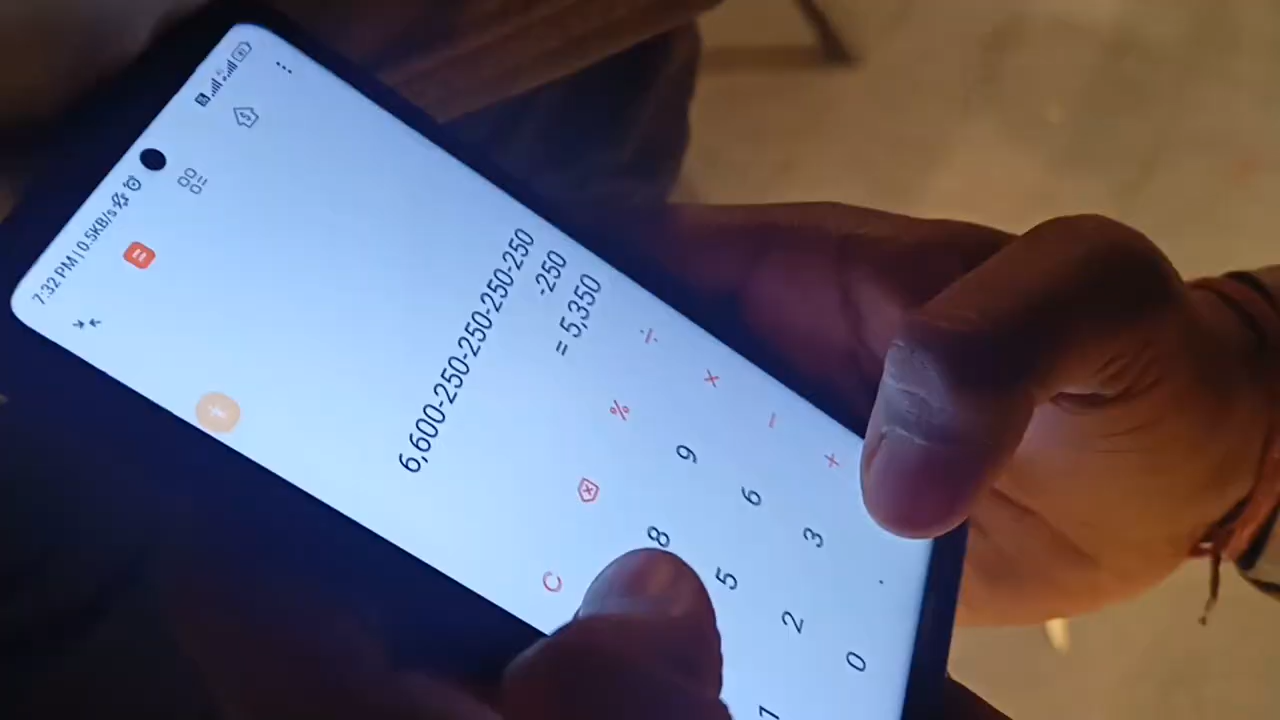 7:32 PM | 0.5KB/s
6,600-250-250-250-250
-250
= 5,350
C % ÷
8 9 ×
5 6 −
1 2 3 +
0 .